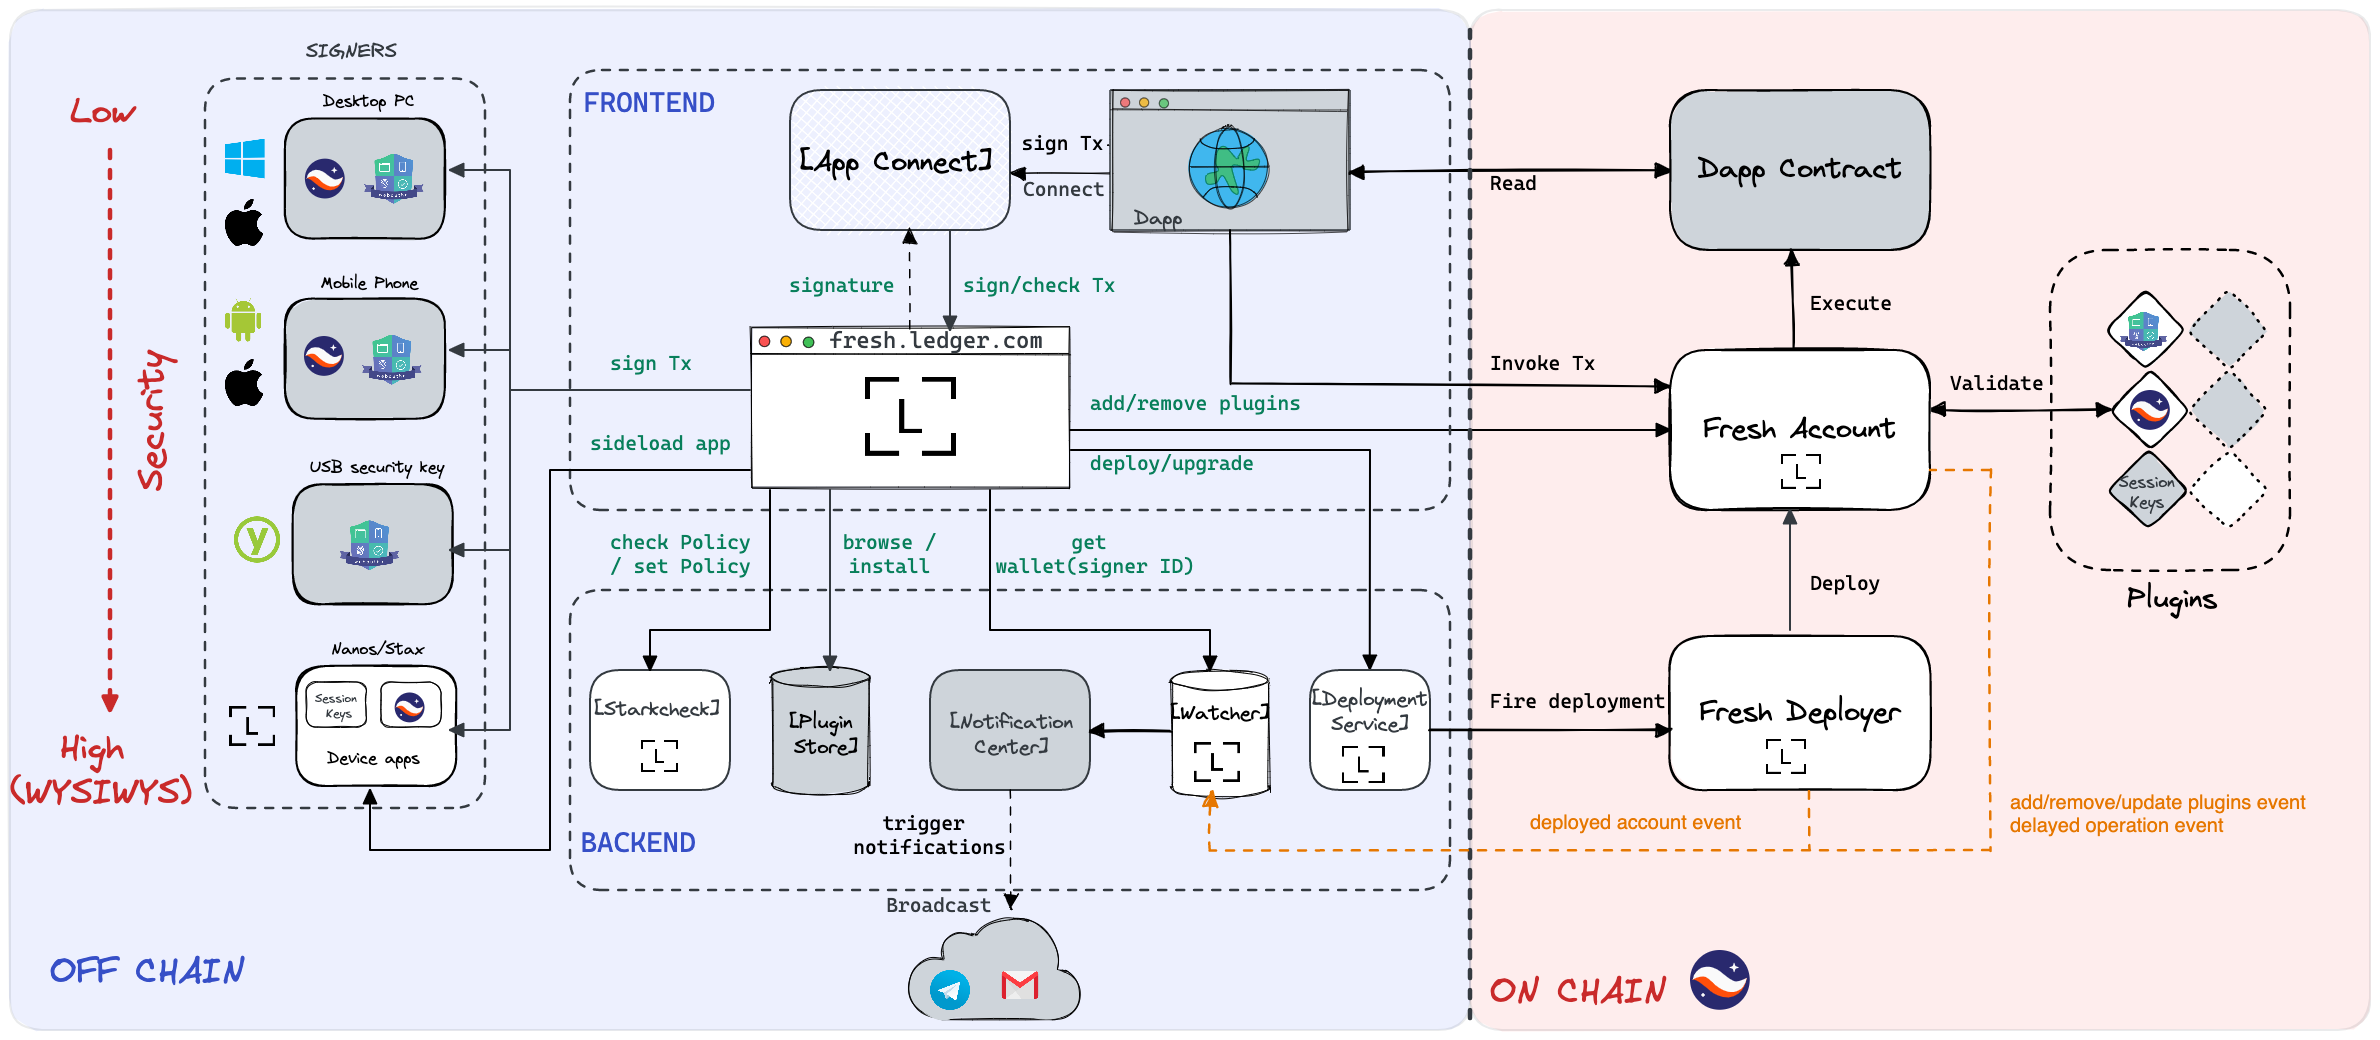 SIGNERS
Low
Security
High
(WYSIWYS)
Desktop PC
Mobile Phone
USB security key
Nanos/Stax
Session
Keys
Device apps
FRONTEND
[App Connect]
sign Tx
Connect
Dapp
signature
sign/check Tx
fresh.ledger.com
L
sign Tx
sideload app
add/remove plugins
deploy/upgrade
check Policy
/ set Policy
browse /
install
get
wallet(signer ID)
[Starkcheck]
L
[Plugin
Store]
[Notification
Center]
[Watcher]
L
[Deployment
Service]
L
BACKEND
trigger
notifications
Broadcast
OFF CHAIN
L
Read
Dapp Contract
Execute
Invoke Tx
Fresh Account
L
Validate
Session
Keys
Plugins
Deploy
Fire deployment
Fresh Deployer
L
deployed account event
add/remove/update plugins event
delayed operation event
ON CHAIN